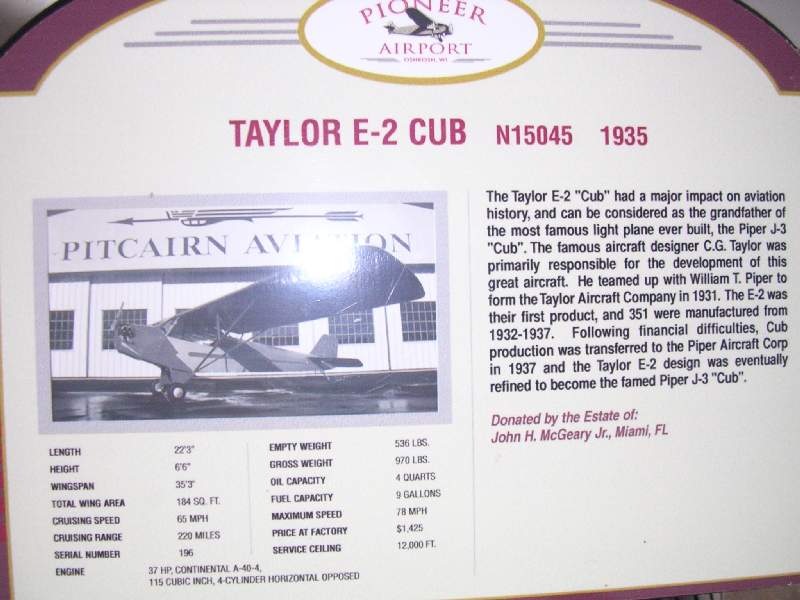 PIONEER
AIRPORT
OSHKOSH, WI
TAYLOR E-2 CUB N15045 1935
PITCAIRN AVIATION
The Taylor E-2 "Cub" had a major impact on aviation
history, and can be considered as the grandfather of
the most famous light plane ever built, the Piper J-3
"Cub". The famous aircraft designer C.G. Taylor was
primarily responsible for the development of this
great aircraft. He teamed up with William T. Piper to
form the Taylor Aircraft Company in 1931. The E-2 was
their first product, and 351 were manufactured from
1932-1937. Following financial difficulties, Cub
production was transferred to the Piper Aircraft Corp
in 1937 and the Taylor E-2 design was eventually
refined to become the famed Piper J-3 "Cub".
Donated by the Estate of:
John H. McGeary Jr., Miami, FL
LENGTH 22'3"
HEIGHT 6'6"
WINGSPAN 35'3"
TOTAL WING AREA 184 SQ. FT.
CRUISING SPEED 65 MPH
CRUISING RANGE 220 MILES
SERIAL NUMBER 196
ENGINE 37 HP, CONTINENTAL A-40-4,
115 CUBIC INCH, 4-CYLINDER HORIZONTAL OPPOSED
EMPTY WEIGHT 536 LBS.
GROSS WEIGHT 970 LBS.
OIL CAPACITY 4 QUARTS
FUEL CAPACITY 9 GALLONS
MAXIMUM SPEED 78 MPH
PRICE AT FACTORY $1,425
SERVICE CEILING 12,000 FT.